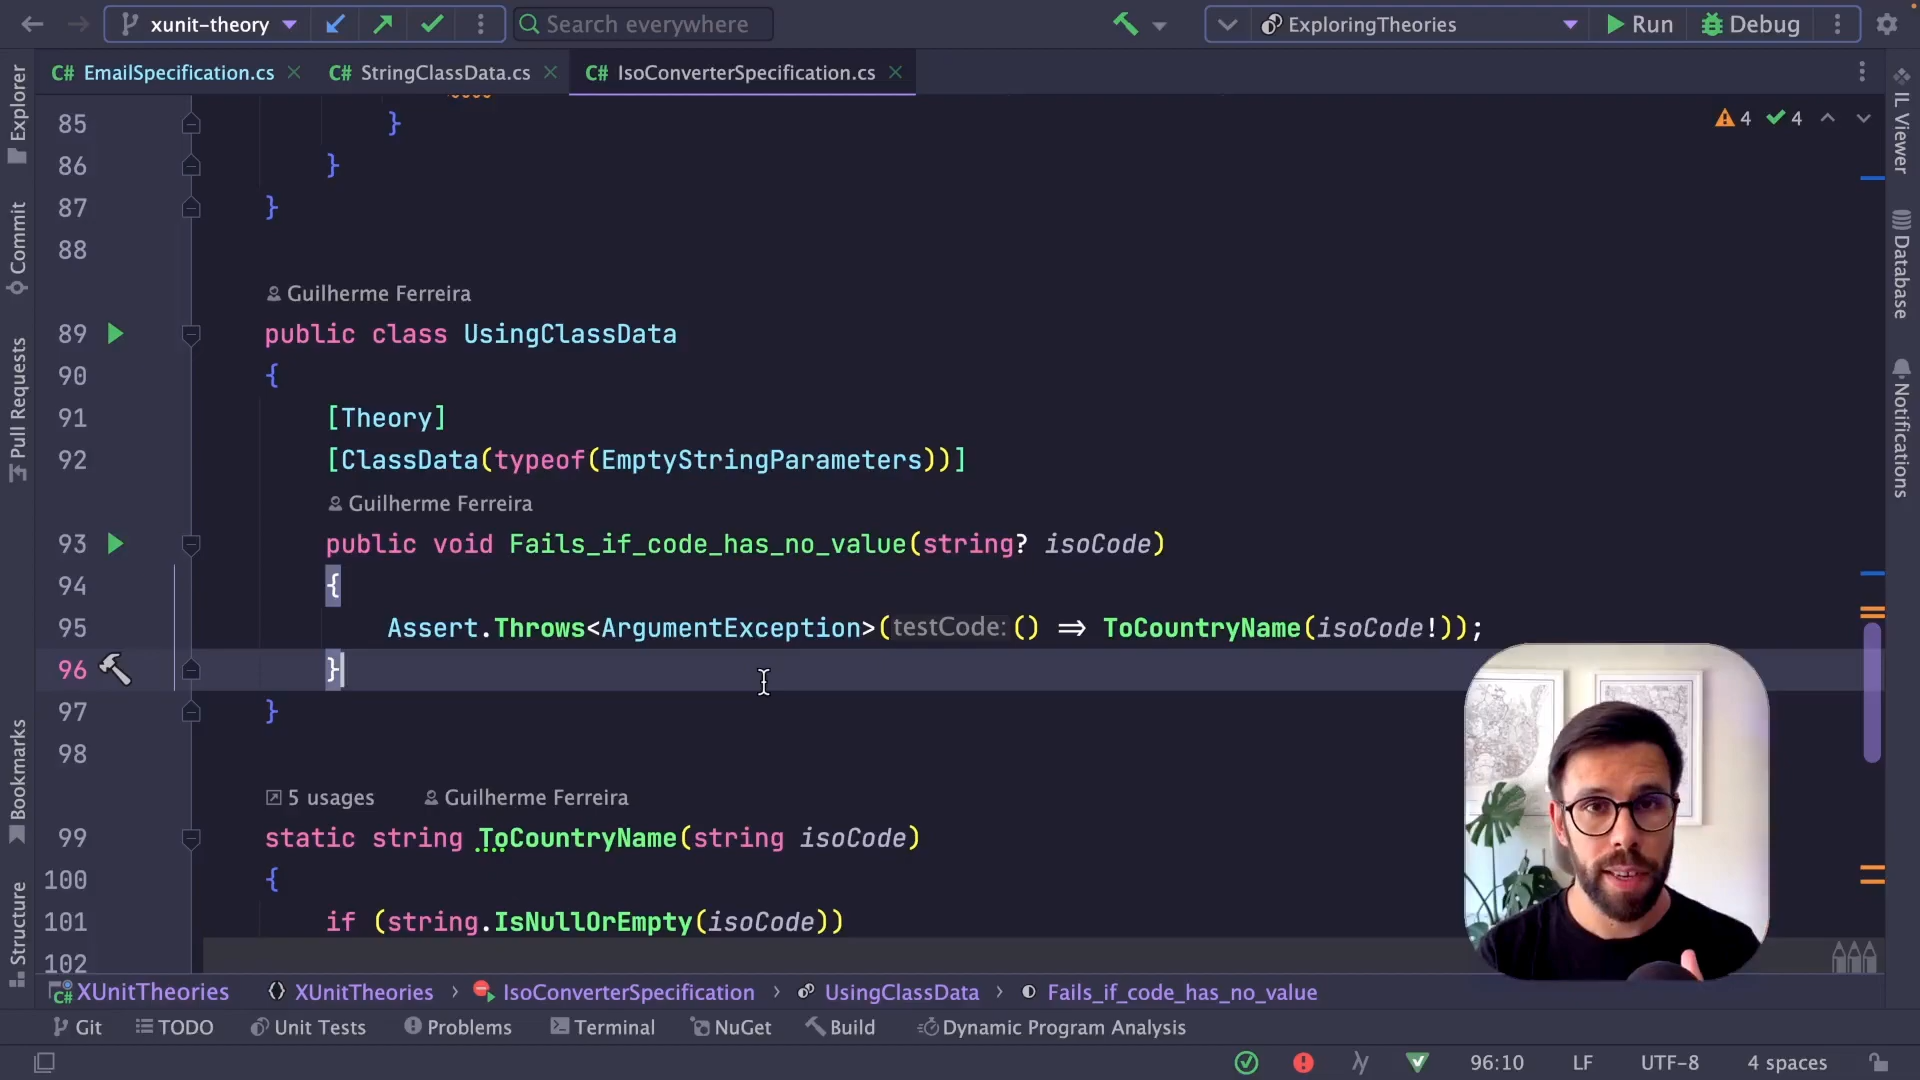 xunit-theory
Search everywhere
ExploringTheories
Run
Debug
C# EmailSpecification.cs
C# StringClassData.cs
C# IsoConverterSpecification.cs
Explorer
Commit
Pull Requests
Bookmarks
Structure
IL Viewer
Database
Notifications
4
4
85 }
86 }
87 }
88
Guilherme Ferreira
89 public class UsingClassData
90 {
91 [Theory]
92 [ClassData(typeof(EmptyStringParameters))]
Guilherme Ferreira
93 public void Fails_if_code_has_no_value(string? isoCode)
94 {
95 Assert.Throws<ArgumentException>(testCode:() => ToCountryName(isoCode!));
96 }
97 }
98
5 usages Guilherme Ferreira
99 static string ToCountryName(string isoCode)
100 {
101 if (string.IsNullOrEmpty(isoCode))
102
C# XUnitTheories
XUnitTheories > IsoConverterSpecification > UsingClassData > Fails_if_code_has_no_value
Git
TODO
Unit Tests
Problems
Terminal
NuGet
Build
Dynamic Program Analysis
96:10
LF
UTF-8
4 spaces